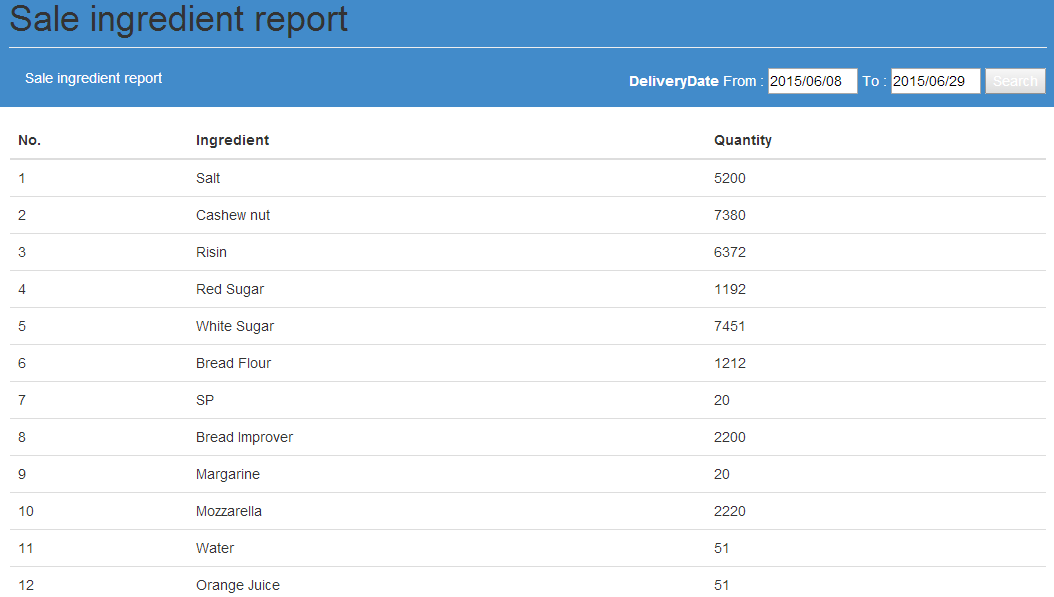 Sale ingredient report
Sale ingredient report DeliveryDate From : 2015/06/08 To : 2015/06/29 Search
No. Ingredient Quantity
1 Salt 5200
2 Cashew nut 7380
3 Risin 6372
4 Red Sugar 1192
5 White Sugar 7451
6 Bread Flour 1212
7 SP 20
8 Bread Improver 2200
9 Margarine 20
10 Mozzarella 2220
11 Water 51
12 Orange Juice 51